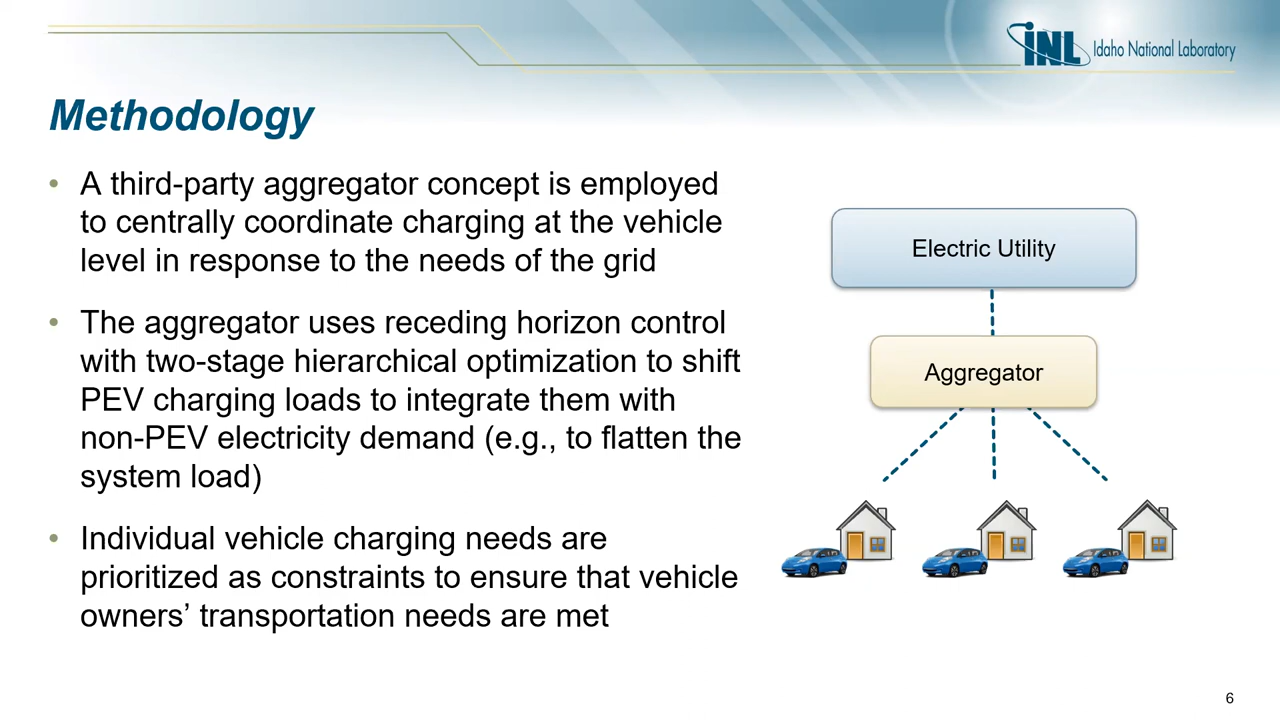 INL Idaho National Laboratory
Methodology
• A third-party aggregator concept is employed
to centrally coordinate charging at the vehicle
level in response to the needs of the grid
• The aggregator uses receding horizon control
with two-stage hierarchical optimization to shift
PEV charging loads to integrate them with
non-PEV electricity demand (e.g., to flatten the
system load)
• Individual vehicle charging needs are
prioritized as constraints to ensure that vehicle
owners’ transportation needs are met
Electric Utility
Aggregator
6